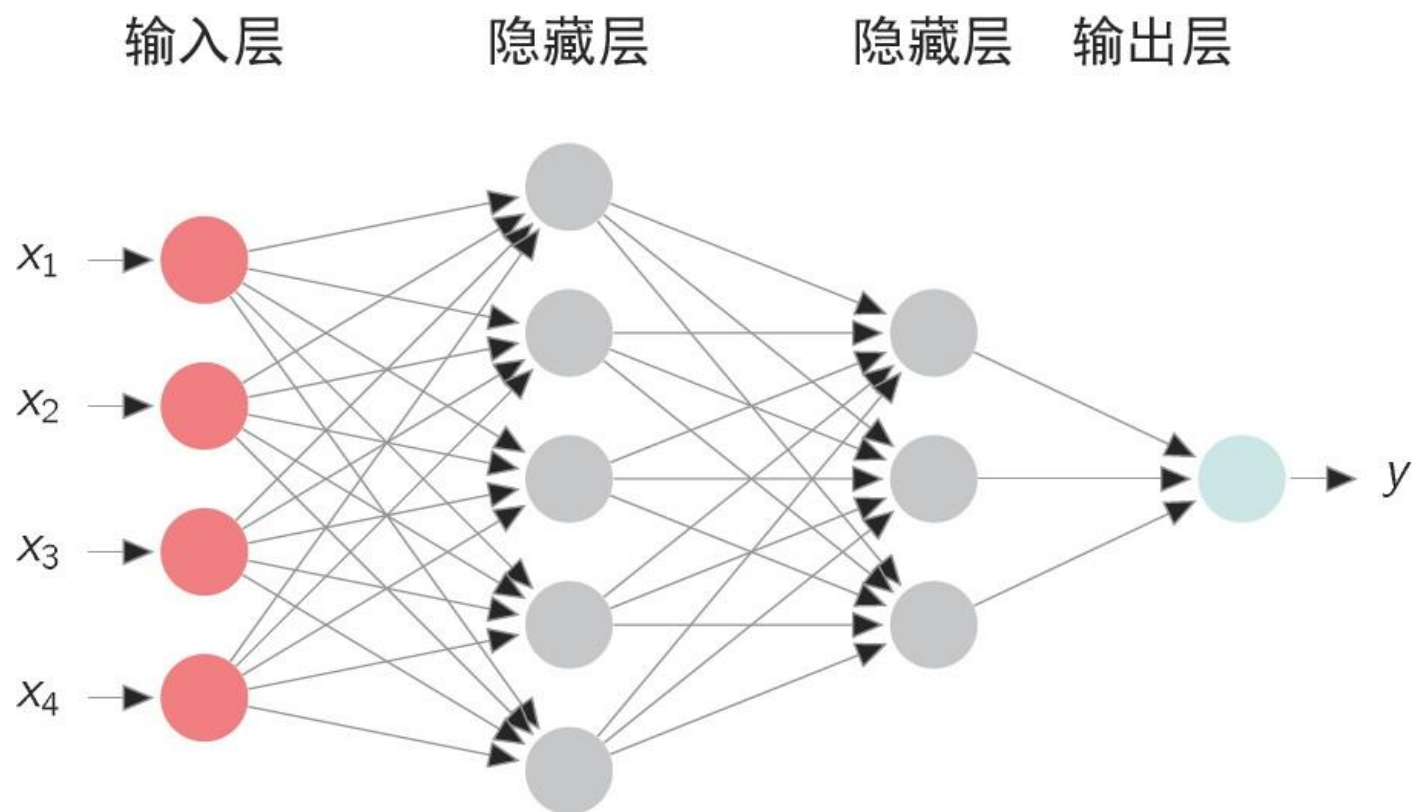 输入层 隐藏层 隐藏层 输出层
x₁
x₂
x₃
x₄
y